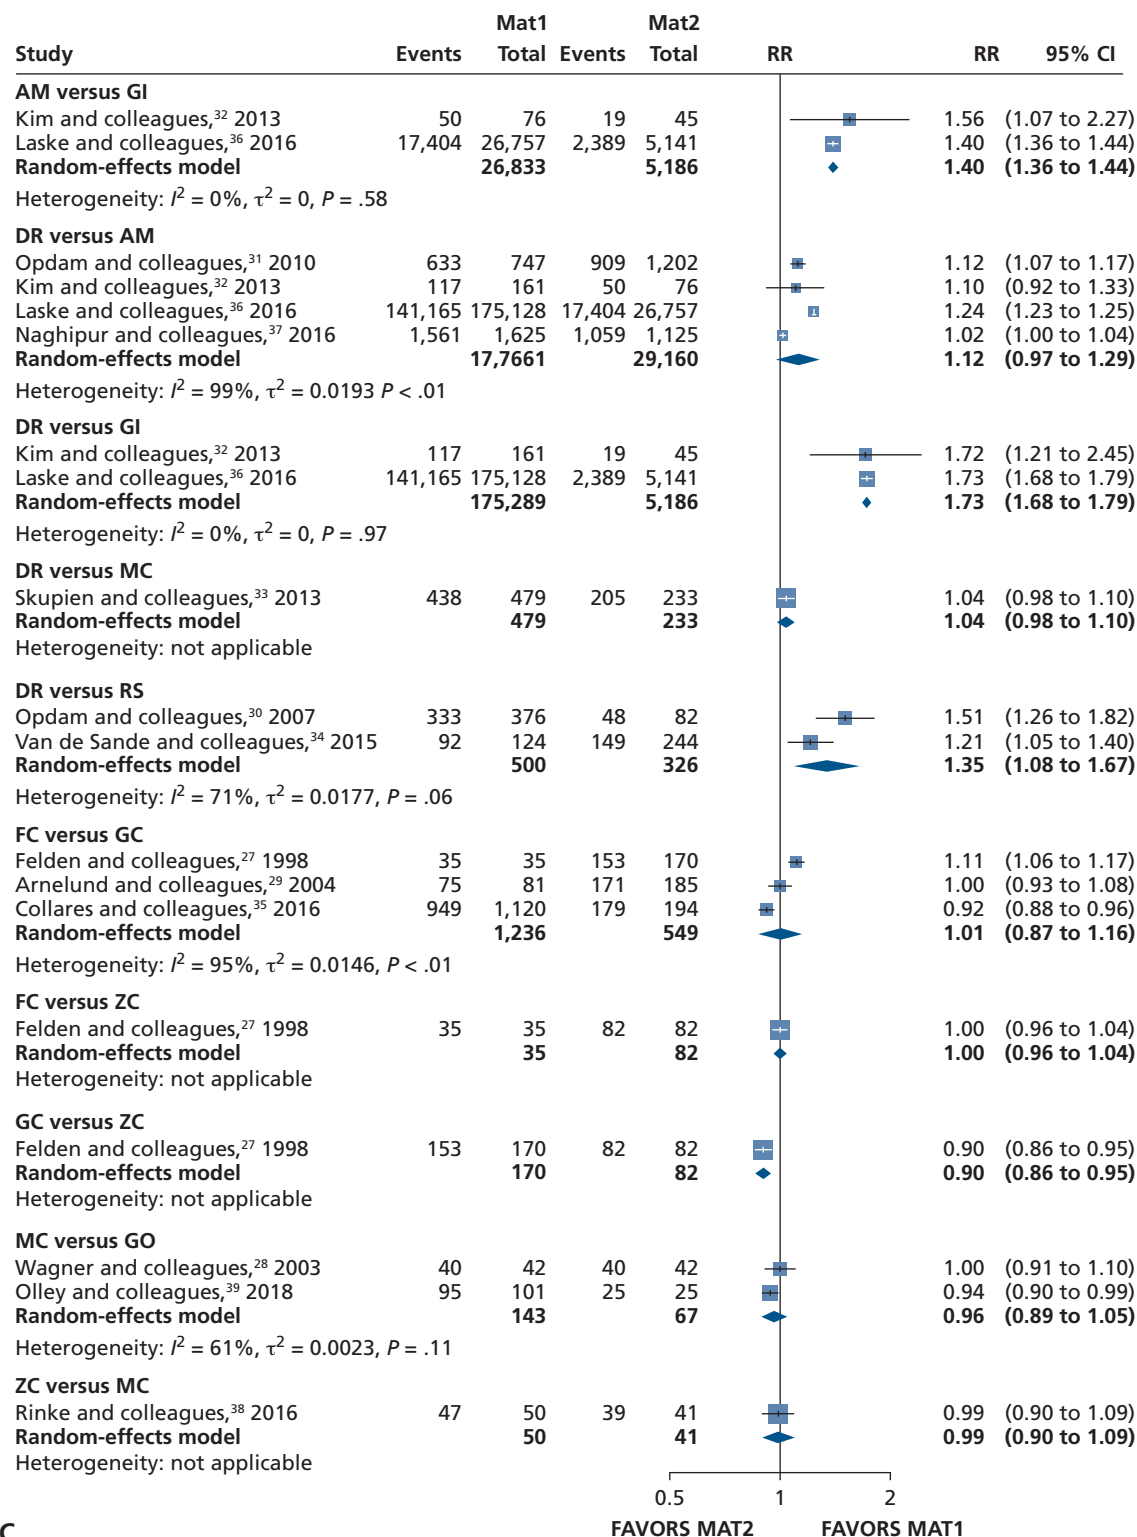 Mat1 Mat2
Study Events Total Events Total RR RR 95% CI
AM versus GI
Kim and colleagues,32 2013 50 76 19 45 1.56 (1.07 to 2.27)
Laske and colleagues,36 2016 17,404 26,757 2,389 5,141 1.40 (1.36 to 1.44)
Random-effects model 26,833 5,186 1.40 (1.36 to 1.44)
Heterogeneity: I2 = 0%, τ2 = 0, P = .58
DR versus AM
Opdam and colleagues,31 2010 633 747 909 1,202 1.12 (1.07 to 1.17)
Kim and colleagues,32 2013 117 161 50 76 1.10 (0.92 to 1.33)
Laske and colleagues,36 2016 141,165 175,128 17,404 26,757 1.24 (1.23 to 1.25)
Naghipur and colleagues,37 2016 1,561 1,625 1,059 1,125 1.02 (1.00 to 1.04)
Random-effects model 17,7661 29,160 1.12 (0.97 to 1.29)
Heterogeneity: I2 = 99%, τ2 = 0.0193 P < .01
DR versus GI
Kim and colleagues,32 2013 117 161 19 45 1.72 (1.21 to 2.45)
Laske and colleagues,36 2016 141,165 175,128 2,389 5,141 1.73 (1.68 to 1.79)
Random-effects model 175,289 5,186 1.73 (1.68 to 1.79)
Heterogeneity: I2 = 0%, τ2 = 0, P = .97
DR versus MC
Skupien and colleagues,33 2013 438 479 205 233 1.04 (0.98 to 1.10)
Random-effects model 479 233 1.04 (0.98 to 1.10)
Heterogeneity: not applicable
DR versus RS
Opdam and colleagues,30 2007 333 376 48 82 1.51 (1.26 to 1.82)
Van de Sande and colleagues,34 2015 92 124 149 244 1.21 (1.05 to 1.40)
Random-effects model 500 326 1.35 (1.08 to 1.67)
Heterogeneity: I2 = 71%, τ2 = 0.0177, P = .06
FC versus GC
Felden and colleagues,27 1998 35 35 153 170 1.11 (1.06 to 1.17)
Arnelund and colleagues,29 2004 75 81 171 185 1.00 (0.93 to 1.08)
Collares and colleagues,35 2016 949 1,120 179 194 0.92 (0.88 to 0.96)
Random-effects model 1,236 549 1.01 (0.87 to 1.16)
Heterogeneity: I2 = 95%, τ2 = 0.0146, P < .01
FC versus ZC
Felden and colleagues,27 1998 35 35 82 82 1.00 (0.96 to 1.04)
Random-effects model 35 82 1.00 (0.96 to 1.04)
Heterogeneity: not applicable
GC versus ZC
Felden and colleagues,27 1998 153 170 82 82 0.90 (0.86 to 0.95)
Random-effects model 170 82 0.90 (0.86 to 0.95)
Heterogeneity: not applicable
MC versus GO
Wagner and colleagues,28 2003 40 42 40 42 1.00 (0.91 to 1.10)
Olley and colleagues,39 2018 95 101 25 25 0.94 (0.90 to 0.99)
Random-effects model 143 67 0.96 (0.89 to 1.05)
Heterogeneity: I2 = 61%, τ2 = 0.0023, P = .11
ZC versus MC
Rinke and colleagues,38 2016 47 50 39 41 0.99 (0.90 to 1.09)
Random-effects model 50 41 0.99 (0.90 to 1.09)
Heterogeneity: not applicable
0.5 1 2
FAVORS MAT2 FAVORS MAT1
C